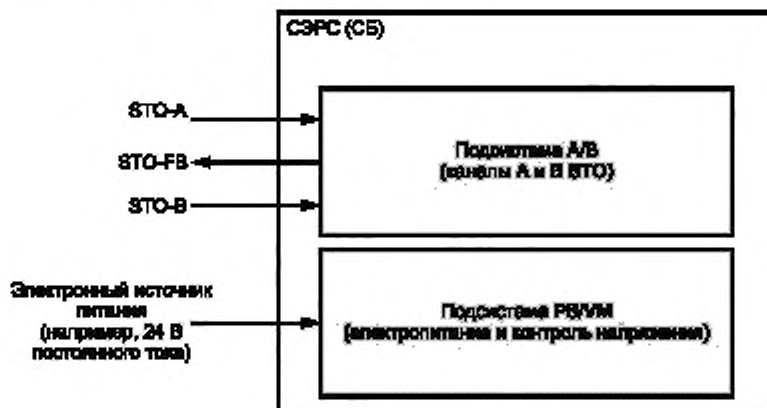 СЭРС (СБ)
STO-A
STO-FB
STO-B
Подсистема А/В
(каналы А и В STO)
Электронный источник
питания
(например, 24 В
постоянного тока)
Подсистема PB/VM
(электропитание и контроль напряжения)